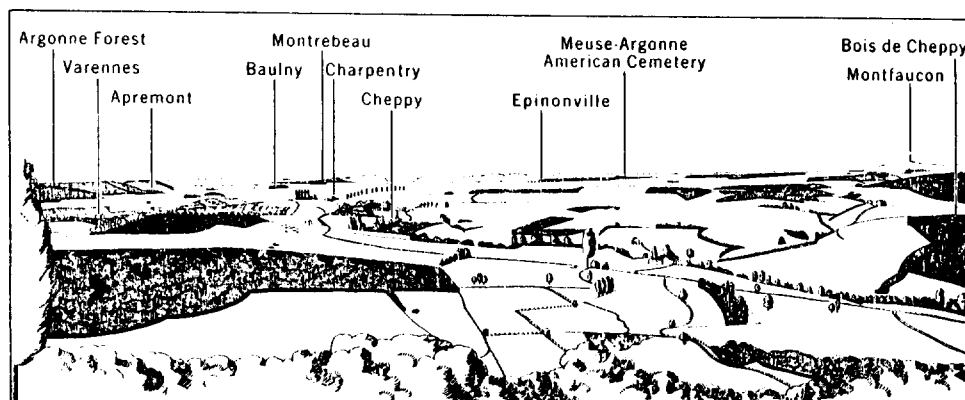 Argonne Forest
Varennes
Apremont
Montrebeau
Baulny
Charpentry
Cheppy
Meuse-Argonne
American Cemetery
Epinonville
Bois de Cheppy
Montfaucon